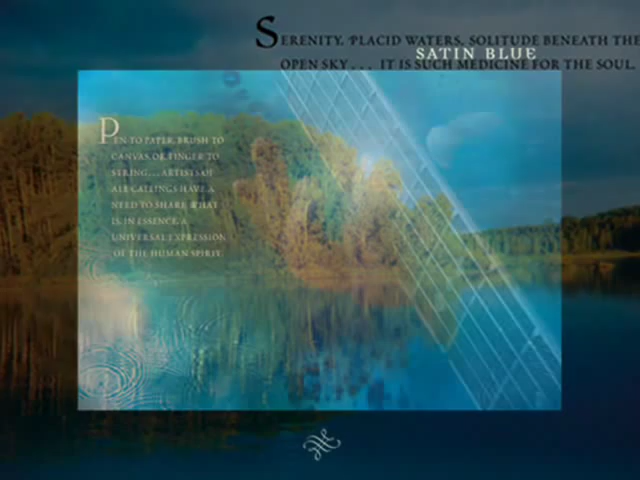 SERENITY. PLACID WATERS, SOLITUDE BENEATH THE
SATIN BLUE
OPEN SKY . . . IT IS SUCH MEDICINE FOR THE SOUL.
PEN TO PAPER, BRUSH TO
CANVAS OR FINGER TO
STRING . . . ARTISTS OF
ALL CALLINGS HAVE A
NEED TO SHARE WHAT
IS IN ESSENCE, A
UNIVERSAL EXPRESSION
OF THE HUMAN SPIRIT.